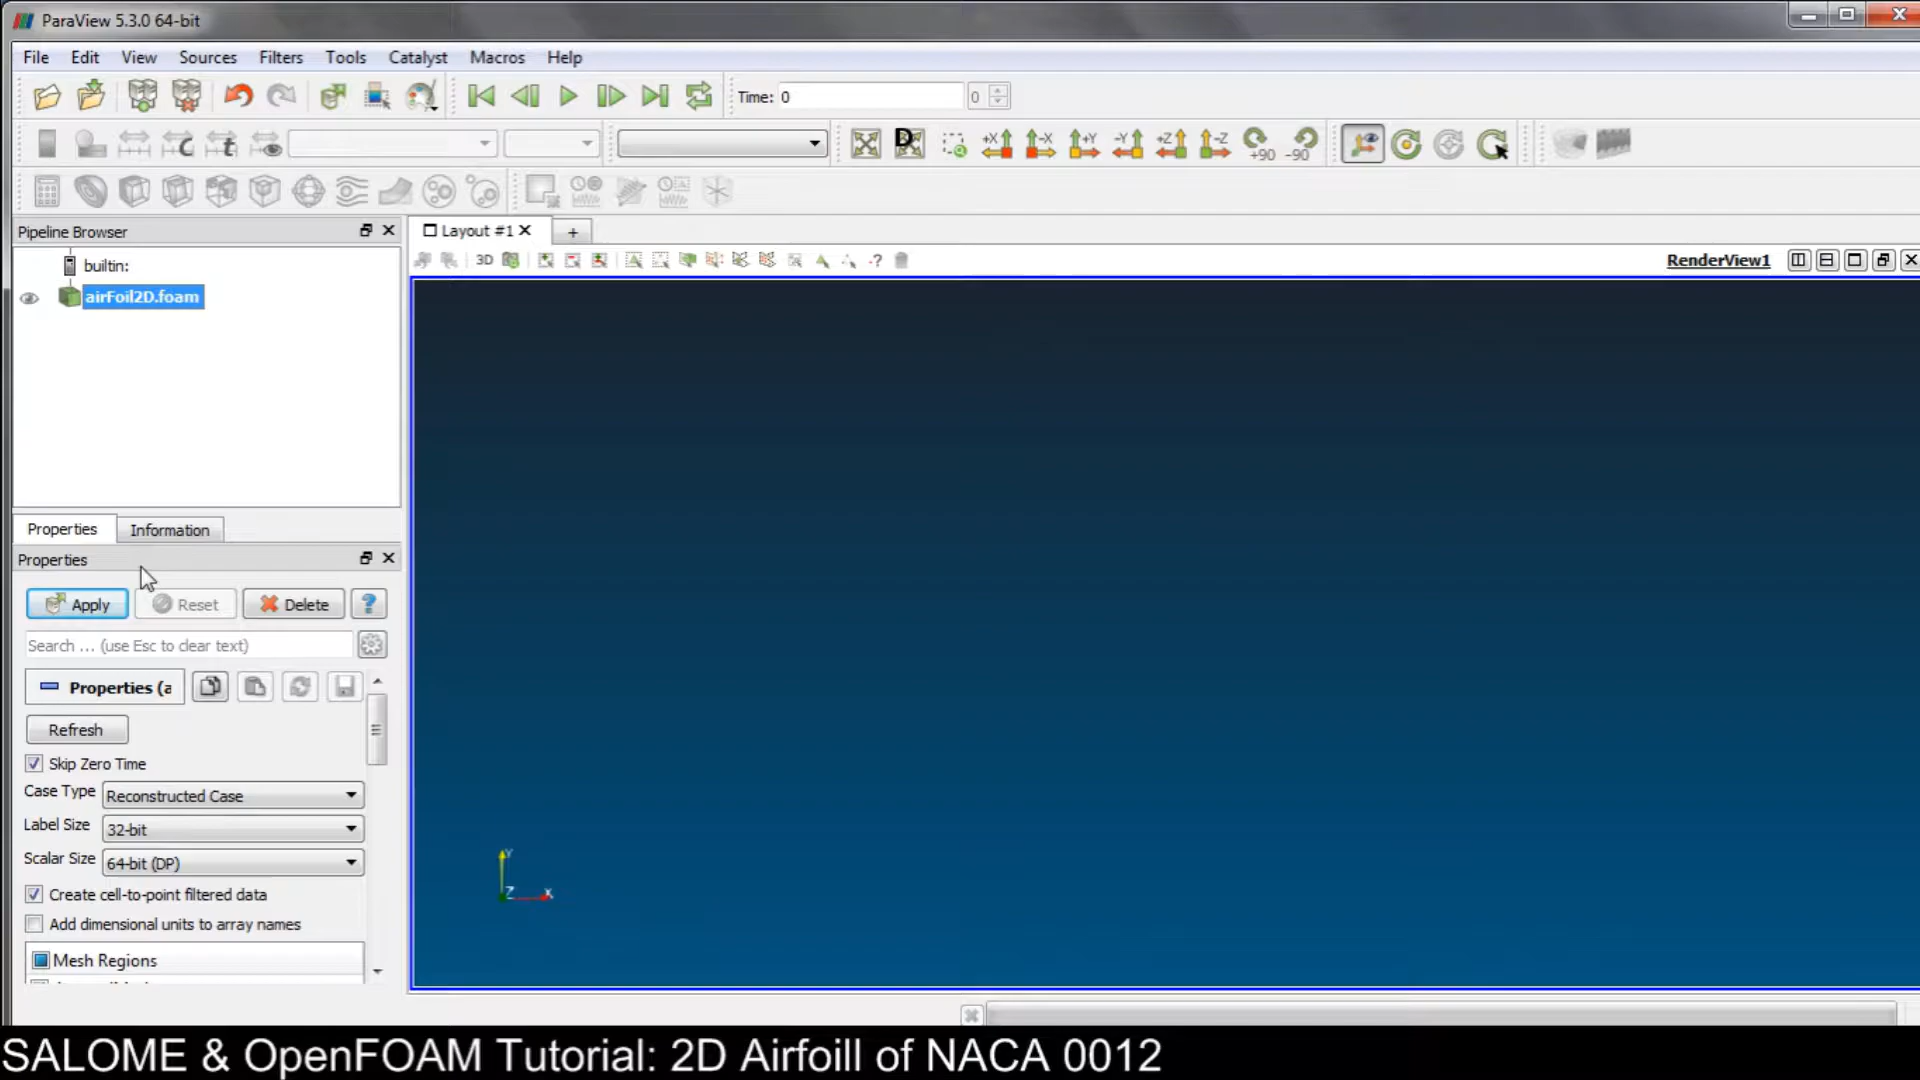 ParaView 5.3.0 64-bit
File Edit View Sources Filters Tools Catalyst Macros Help
Time: 0 0
+X -X +Y -Y +Z -Z +90 -90
Pipeline Browser
Layout #1
3D
RenderView1
builtin:
airFoil2D.foam
Properties Information
Properties
Apply Reset Delete ?
Search ... (use Esc to clear text)
Properties (a
Refresh
Skip Zero Time
Case Type Reconstructed Case
Label Size 32-bit
Scalar Size 64-bit (DP)
Create cell-to-point filtered data
Add dimensional units to array names
Mesh Regions
Y
Z X
SALOME & OpenFOAM Tutorial: 2D Airfoill of NACA 0012